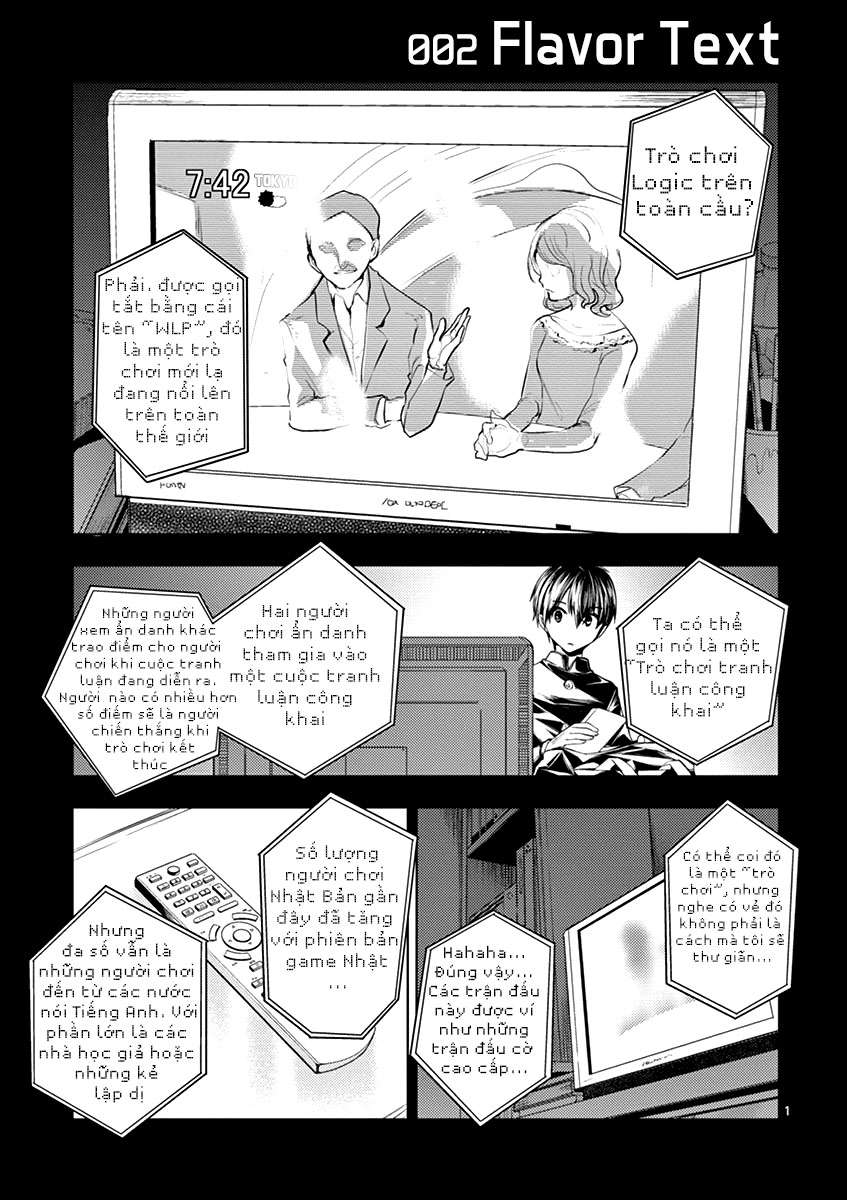 002 Flavor Text
Trò chơi
Logic trên
toàn cầu?
7:42 TOKYO
Phải. được gọi
tắt bằng cái
tên "WLP", đó
là một trò
chơi mới lạ
đang nổi lên
trên toàn
thế giới
Ta có thể
gọi nó là một
"Trò chơi tranh
luận công
khai"
Hai người
chơi ẩn danh
tham gia vào
một cuộc tranh
luận công
khai
Những người
xem ẩn danh khác
trao điểm cho người
chơi khi cuộc tranh
luận đang diễn ra.
Người nào có nhiều hơn
số điểm sẽ là người
chiến thắng khi
trò chơi kết
thúc
Có thể coi đó
là một "trò
chơi", nhưng
nghe có vẻ đó
không phải là
cách mà tôi sẽ
thư giãn...
Hahaha...
Đúng vậy...
Các trận đấu
này được ví
như những
trận đấu cờ
cao cấp...
Số lượng
người chơi
Nhật Bản gần
đây đã tăng
với phiên bản
game Nhật
...
Nhưng
đa số vẫn là
những người chơi
đến từ các nước
nói Tiếng Anh. Với
phần lớn là các
nhà học giả hoặc
những kẻ
lập dị
1